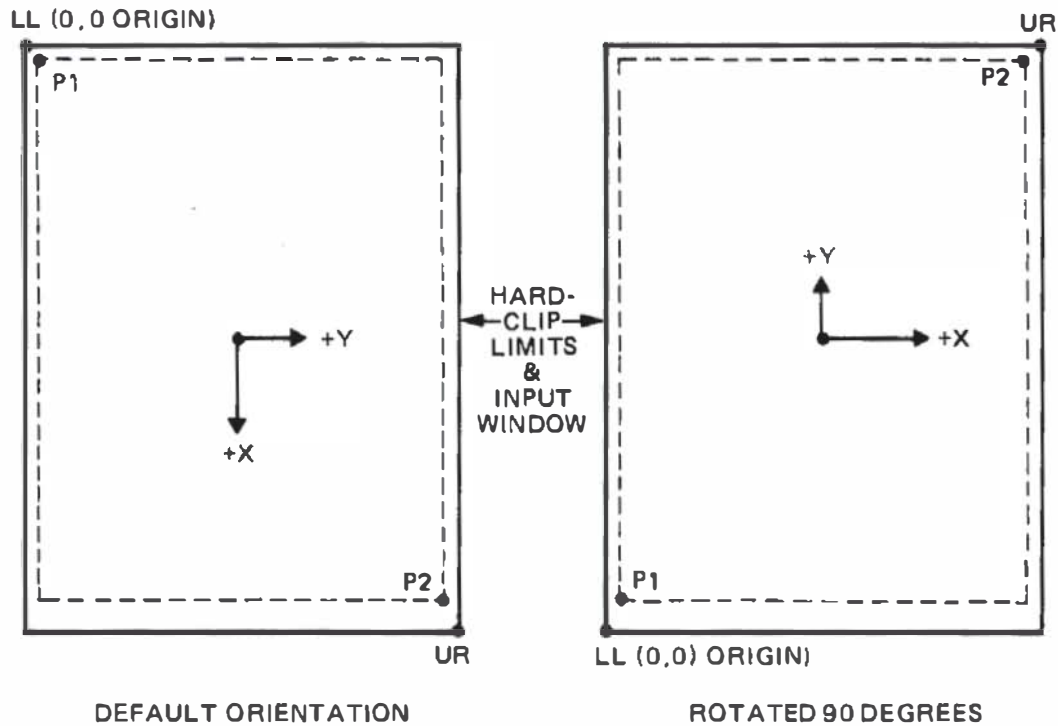 LL (0,0 ORIGIN)
P1
+Y
+X
P2
UR
DEFAULT ORIENTATION
HARD-
CLIP
LIMITS
&
INPUT
WINDOW
UR
P2
+Y
+X
P1
LL (0,0) ORIGIN)
ROTATED 90 DEGREES